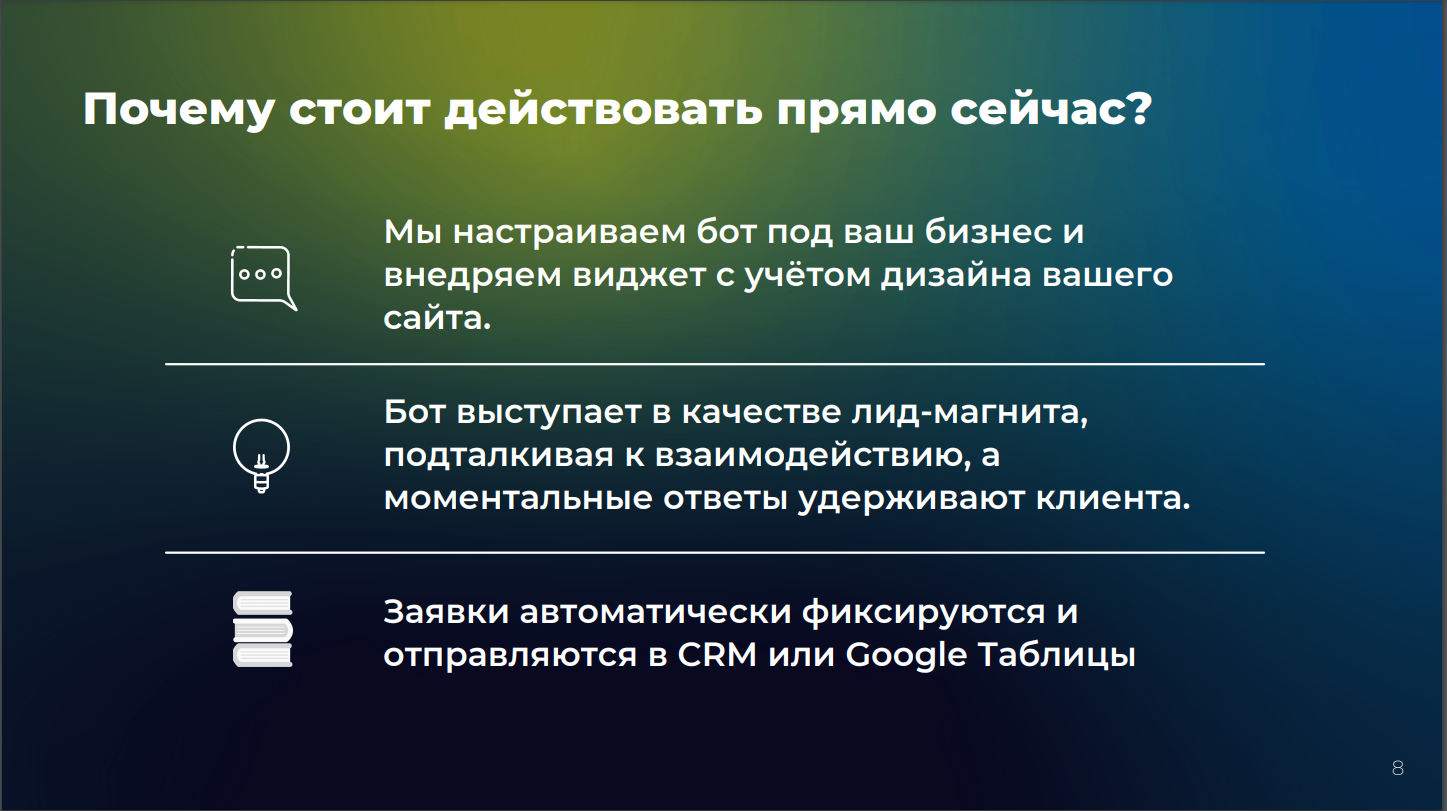 Почему стоит действовать прямо сейчас?
Мы настраиваем бот под ваш бизнес и
внедряем виджет с учётом дизайна вашего
сайта.
Бот выступает в качестве лид-магнита,
подталкивая к взаимодействию, а
моментальные ответы удерживают клиента.
Заявки автоматически фиксируются и
отправляются в CRM или Google Таблицы
8